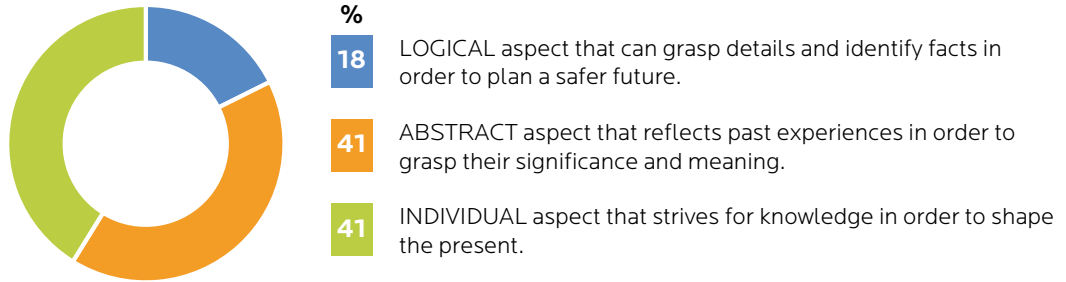 %
18
LOGICAL aspect that can grasp details and identify facts in
order to plan a safer future.
41
ABSTRACT aspect that reflects past experiences in order to
grasp their significance and meaning.
41
INDIVIDUAL aspect that strives for knowledge in order to shape
the present.